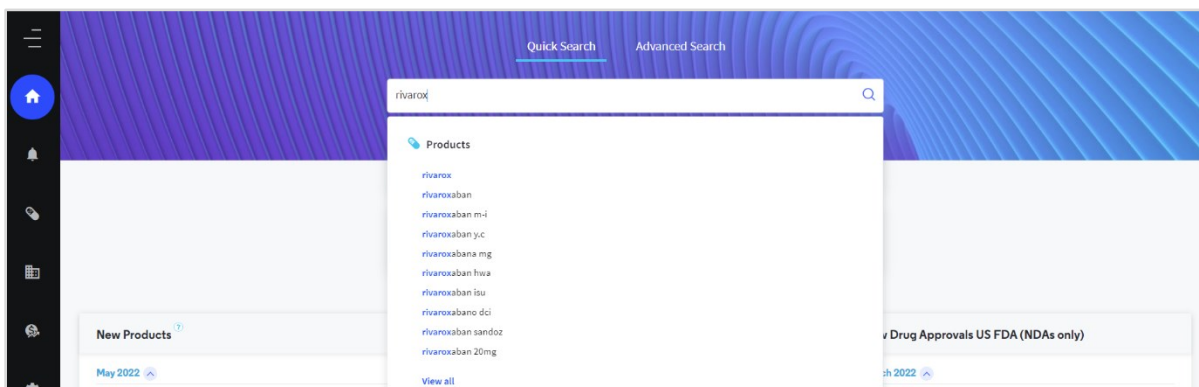 Quick Search Advanced Search
rivarox
Products
rivarox
rivaroxaban
rivaroxaban m-i
rivaroxaban y.c
rivaroxabana mg
rivaroxaban hwa
rivaroxaban isu
rivaroxabano dci
rivaroxaban sandoz
rivaroxaban 20mg
View all
New Products ?
May 2022
Drug Approvals US FDA (NDAs only)
2022